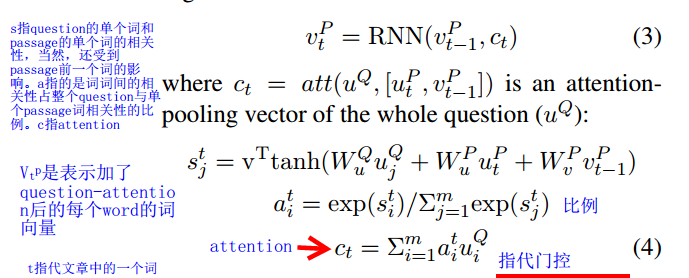 s指question的单个词和
passage的单个词的相关
性，当然，还受到
passage前一个词的影
响。a指的是词词间的相
关性占整个question与单
个passage词相关性的比
例。c指attention
v_t^P = RNN(v_{t-1}^P, c_t) (3)
where c_t = att(u^Q, [u_t^P, v_{t-1}^P]) is an attention-
pooling vector of the whole question (u^Q):
s_j^t = v^T tanh(W_u^Q u_j^Q + W_u^P u_t^P + W_v^P v_{t-1}^P)
Vₜᴾ是表示加了
question-attentio
n后的每个word的词
向量
a_i^t = exp(s_i^t)/Σ_{j=1}^m exp(s_j^t) 比例
attention c_t = Σ_{i=1}^m a_i^t u_i^Q (4)
指代门控
t指代文章中的一个词